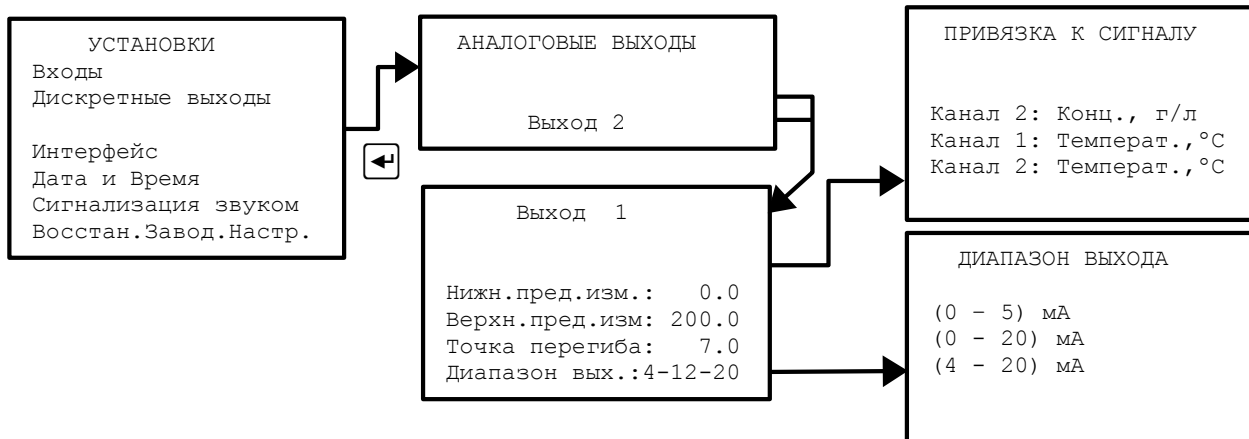 УСТАНОВКИ
Входы
Дискретные выходы
Интерфейс
Дата и Время
Сигнализация звуком
Восстан.Завод.Настр.
АНАЛОГОВЫЕ ВЫХОДЫ
Выход 2
Выход 1
Нижн.пред.изм.: 0.0
Верхн.пред.изм: 200.0
Точка перегиба: 7.0
Диапазон вых.:4-12-20
ПРИВЯЗКА К СИГНАЛУ
Канал 2: Конц., г/л
Канал 1: Температ.,°С
Канал 2: Температ.,°С
ДИАПАЗОН ВЫХОДА
(0 – 5) мА
(0 - 20) мА
(4 - 20) мА